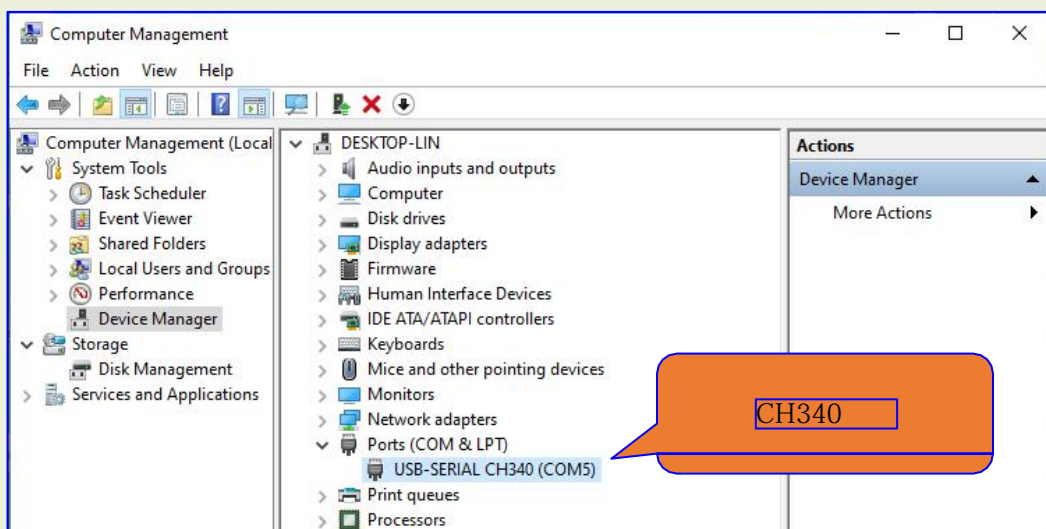 Computer Management
File Action View Help
Computer Management (Local
System Tools
Task Scheduler
Event Viewer
Shared Folders
Local Users and Groups
Performance
Device Manager
Storage
Disk Management
Services and Applications
DESKTOP-LIN
Audio inputs and outputs
Computer
Disk drives
Display adapters
Firmware
Human Interface Devices
IDE ATA/ATAPI controllers
Keyboards
Mice and other pointing devices
Monitors
Network adapters
Ports (COM & LPT)
USB-SERIAL CH340 (COM5)
Print queues
Processors
CH340
Actions
Device Manager
More Actions